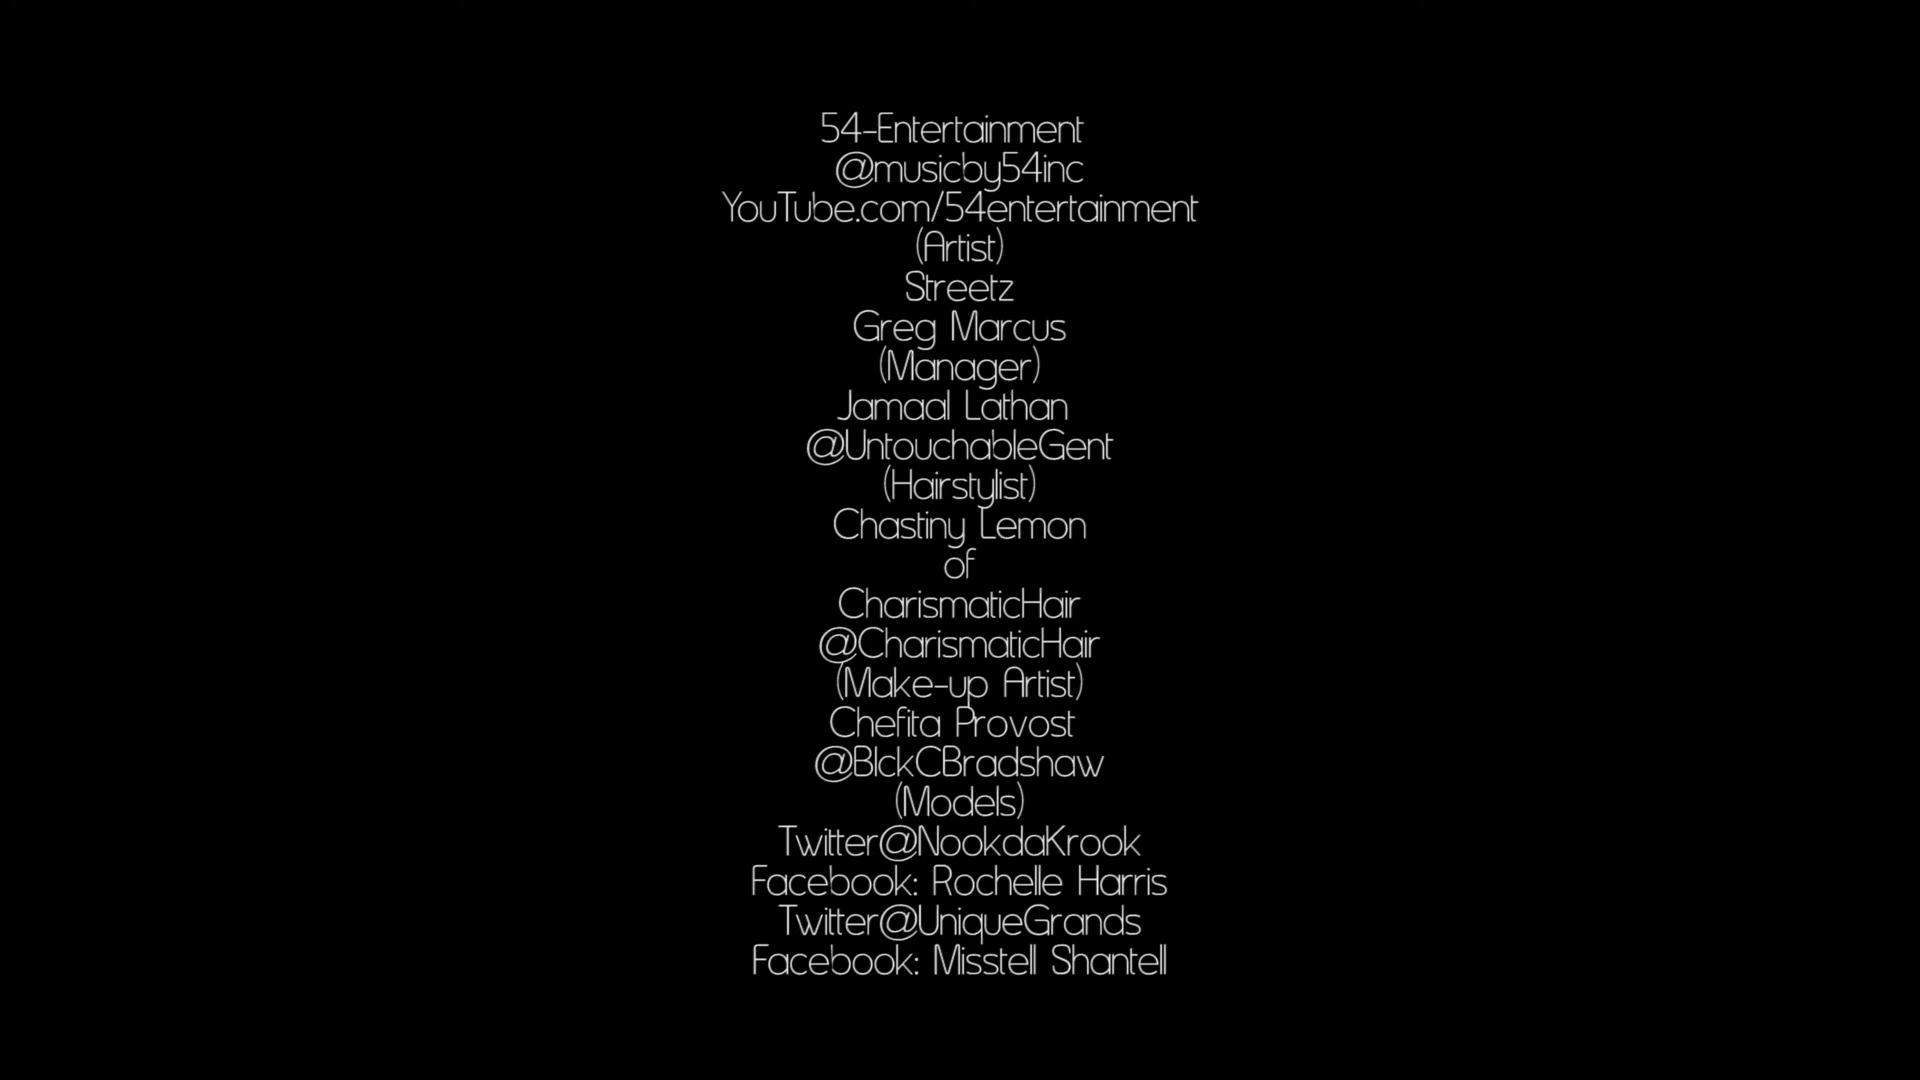 54-Entertainment
@musicby54inc
YouTube.com/54entertainment
(Artist)
Streetz
Greg Marcus
(Manager)
Jamaal Lathan
@UntouchableGent
(Hairstylist)
Chastiny Lemon
of
CharismaticHair
@CharismaticHair
(Make-up Artist)
Chefita Provost
@BlckCBradshaw
(Models)
Twitter@NookdaKrook
Facebook: Rochelle Harris
Twitter@UniqueGrands
Facebook: Misstell Shantell